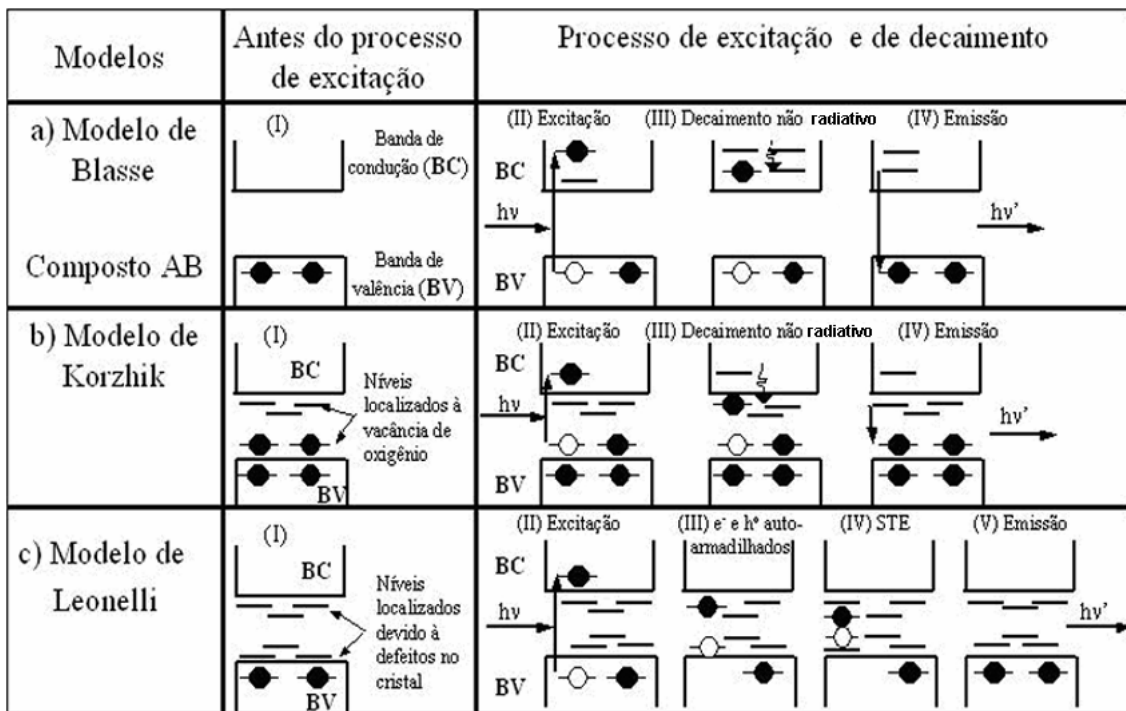 Modelos
Antes do processo
de excitação
Processo de excitação e de decaimento
a) Modelo de
Blasse
Composto AB
(I)
Banda de
condução (BC)
Banda de
valência (BV)
(II) Excitação
(III) Decaimento não radiativo
(IV) Emissão
BC
hν
hν'
BV
b) Modelo de
Korzhik
(I)
BC
Níveis
localizados à
vacância de
oxigênio
BV
(II) Excitação
(III) Decaimento não radiativo
(IV) Emissão
BC
hν
hν'
BV
c) Modelo de
Leonelli
(I)
BC
Níveis
localizados
devido à
defeitos no
cristal
BV
(II) Excitação
(III) e⁻ e h° auto-
armadilhados
(IV) STE
(V) Emissão
BC
hν
hν'
BV